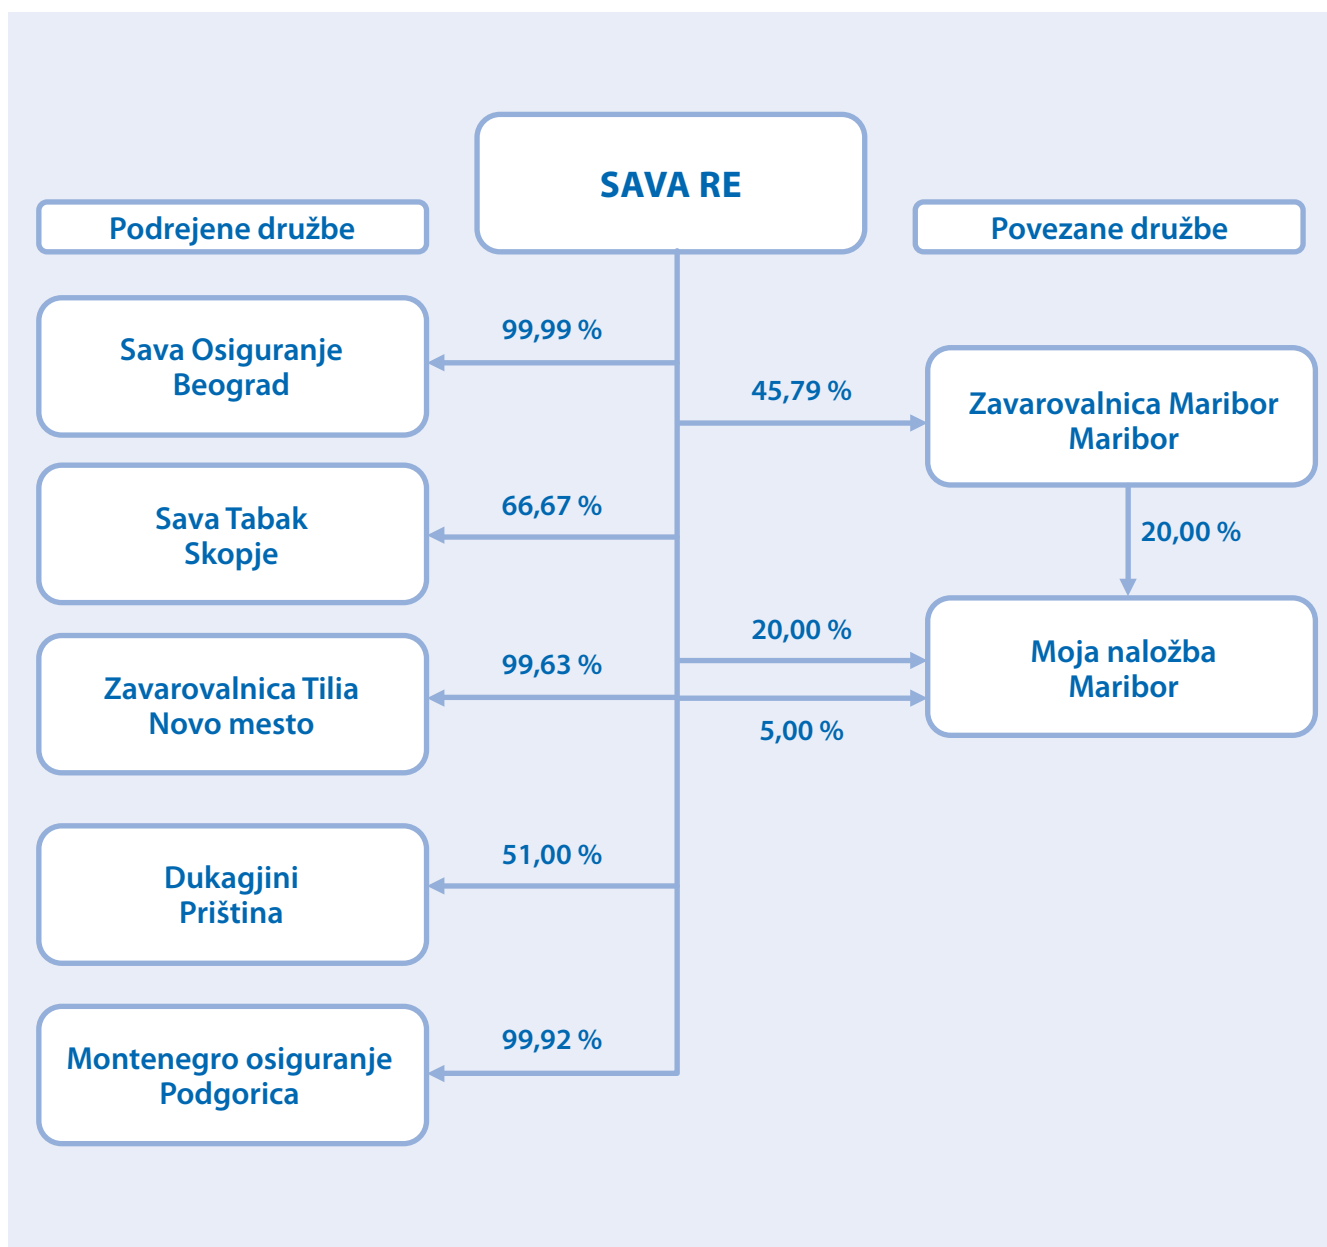 SAVA RE
Podrejene družbe
Povezane družbe
99,99 %
Sava Osiguranje
Beograd
45,79 %
Zavarovalnica Maribor
Maribor
66,67 %
Sava Tabak
Skopje
20,00 %
20,00 %
Moja naložba
Maribor
99,63 %
Zavarovalnica Tilia
Novo mesto
5,00 %
51,00 %
Dukagjini
Priština
99,92 %
Montenegro osiguranje
Podgorica